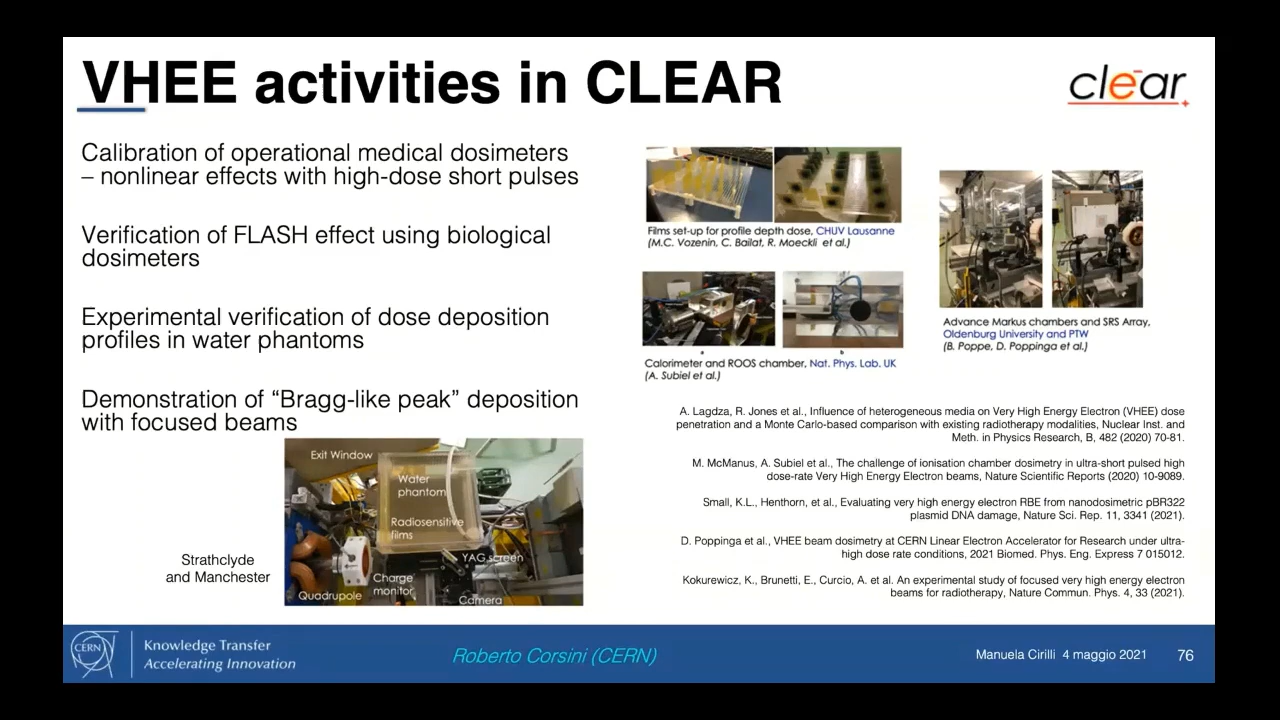 VHEE activities in CLEAR
clear
Calibration of operational medical dosimeters
– nonlinear effects with high-dose short pulses
Verification of FLASH effect using biological
dosimeters
Experimental verification of dose deposition
profiles in water phantoms
Demonstration of “Bragg-like peak” deposition
with focused beams
Exit Window
Water
phantom
Radiosensitive
films
YAG screen
Charge
monitor
Quadrupole
Camera
Strathclyde
and Manchester
Films set-up for profile depth dose, CHUV Lausanne
(M.C. Vozenin, C. Bailat, R. Moeckli et al.)
a
b
Calorimeter and ROOS chamber, Nat. Phys. Lab. UK
(A. Subiel et al.)
Advance Markus chambers and SRS Array,
Oldenburg University and PTW
(B. Poppe, D. Poppinga et al.)
A. Lagdza, R. Jones et al., Influence of heterogeneous media on Very High Energy Electron (VHEE) dose
penetration and a Monte Carlo-based comparison with existing radiotherapy modalities, Nuclear Inst. and
Meth. in Physics Research, B, 482 (2020) 70-81.
M. McManus, A. Subiel et al., The challenge of ionisation chamber dosimetry in ultra-short pulsed high
dose-rate Very High Energy Electron beams, Nature Scientific Reports (2020) 10-9089.
Small, K.L., Henthorn, et al., Evaluating very high energy electron RBE from nanodosimetric pBR322
plasmid DNA damage, Nature Sci. Rep. 11, 3341 (2021).
D. Poppinga et al., VHEE beam dosimetry at CERN Linear Electron Accelerator for Research under ultra-
high dose rate conditions, 2021 Biomed. Phys. Eng. Express 7 015012.
Kokurewicz, K., Brunetti, E., Curcio, A. et al. An experimental study of focused very high energy electron
beams for radiotherapy, Nature Commun. Phys. 4, 33 (2021).
CERN
Knowledge Transfer
Accelerating Innovation
Roberto Corsini (CERN)
Manuela Cirilli 4 maggio 2021
76